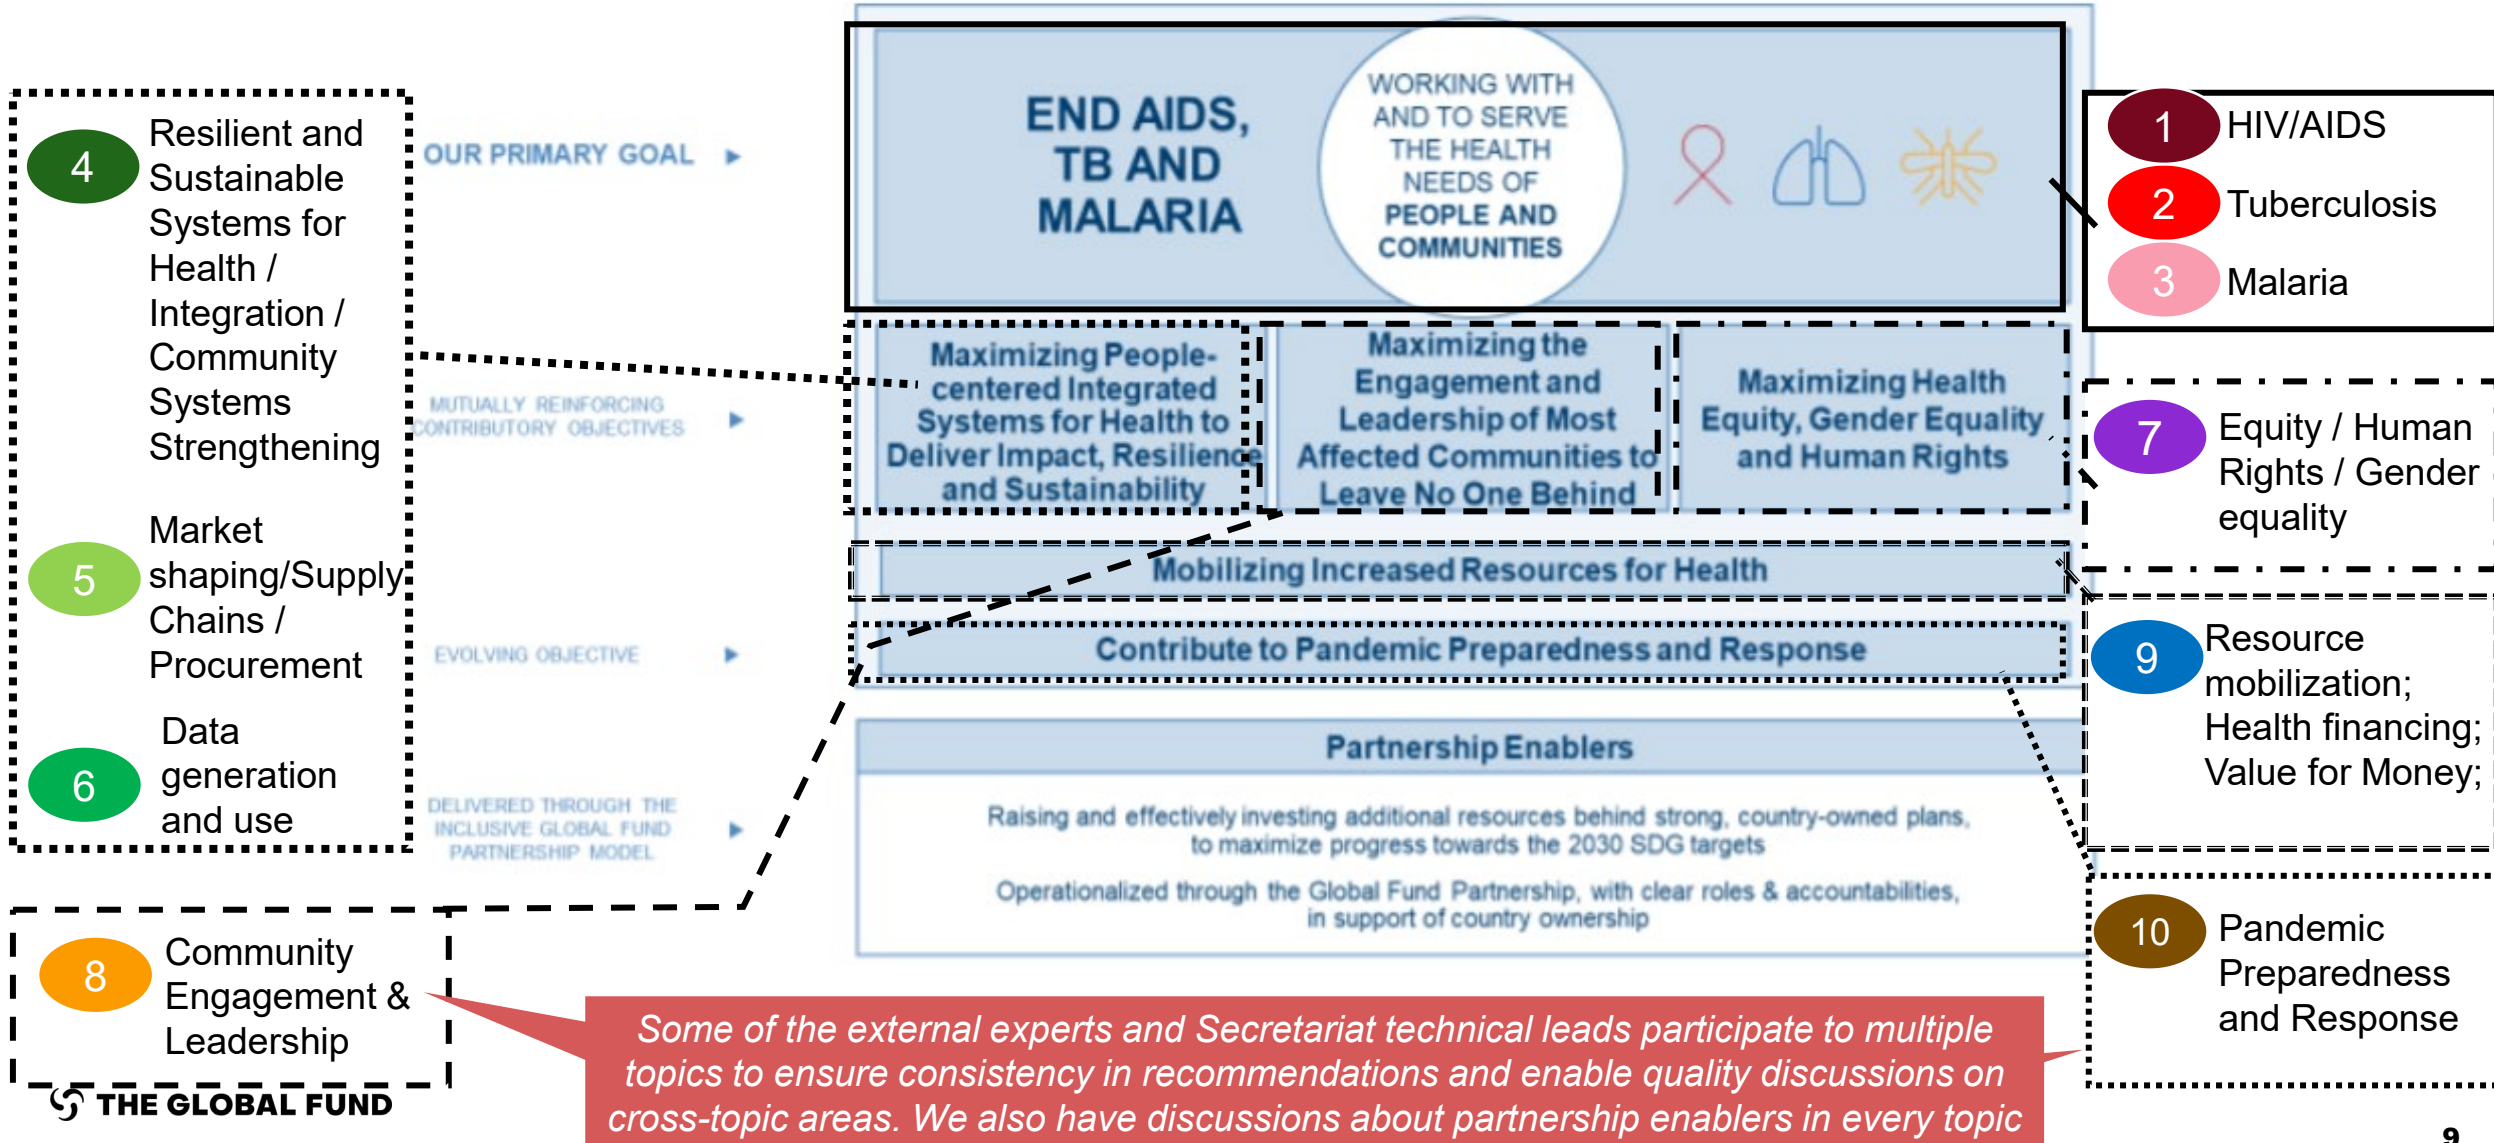 4
Resilient and
Sustainable
Systems for
Health /
Integration /
Community
Systems
Strengthening
5
Market
shaping/Supply
Chains /
Procurement
6
Data
generation
and use
8
Community
Engagement &
Leadership
THE GLOBAL FUND
OUR PRIMARY GOAL
MUTUALLY REINFORCING
CONTRIBUTORY OBJECTIVES
EVOLVING OBJECTIVE
DELIVERED THROUGH THE
INCLUSIVE GLOBAL FUND
PARTNERSHIP MODEL
END AIDS,
TB AND
MALARIA
WORKING WITH
AND TO SERVE
THE HEALTH
NEEDS OF
PEOPLE AND
COMMUNITIES
Maximizing People-
centered Integrated
Systems for Health to
Deliver Impact, Resilience
and Sustainability
Maximizing the
Engagement and
Leadership of Most
Affected Communities to
Leave No One Behind
Maximizing Health
Equity, Gender Equality
and Human Rights
Mobilizing Increased Resources for Health
Contribute to Pandemic Preparedness and Response
Partnership Enablers
Raising and effectively investing additional resources behind strong, country-owned plans,
to maximize progress towards the 2030 SDG targets
Operationalized through the Global Fund Partnership, with clear roles & accountabilities,
in support of country ownership
1 HIV/AIDS
2 Tuberculosis
3 Malaria
7
Equity / Human
Rights / Gender
equality
9
Resource
mobilization;
Health financing;
Value for Money;
10
Pandemic
Preparedness
and Response
Some of the external experts and Secretariat technical leads participate to multiple
topics to ensure consistency in recommendations and enable quality discussions on
cross-topic areas. We also have discussions about partnership enablers in every topic
9